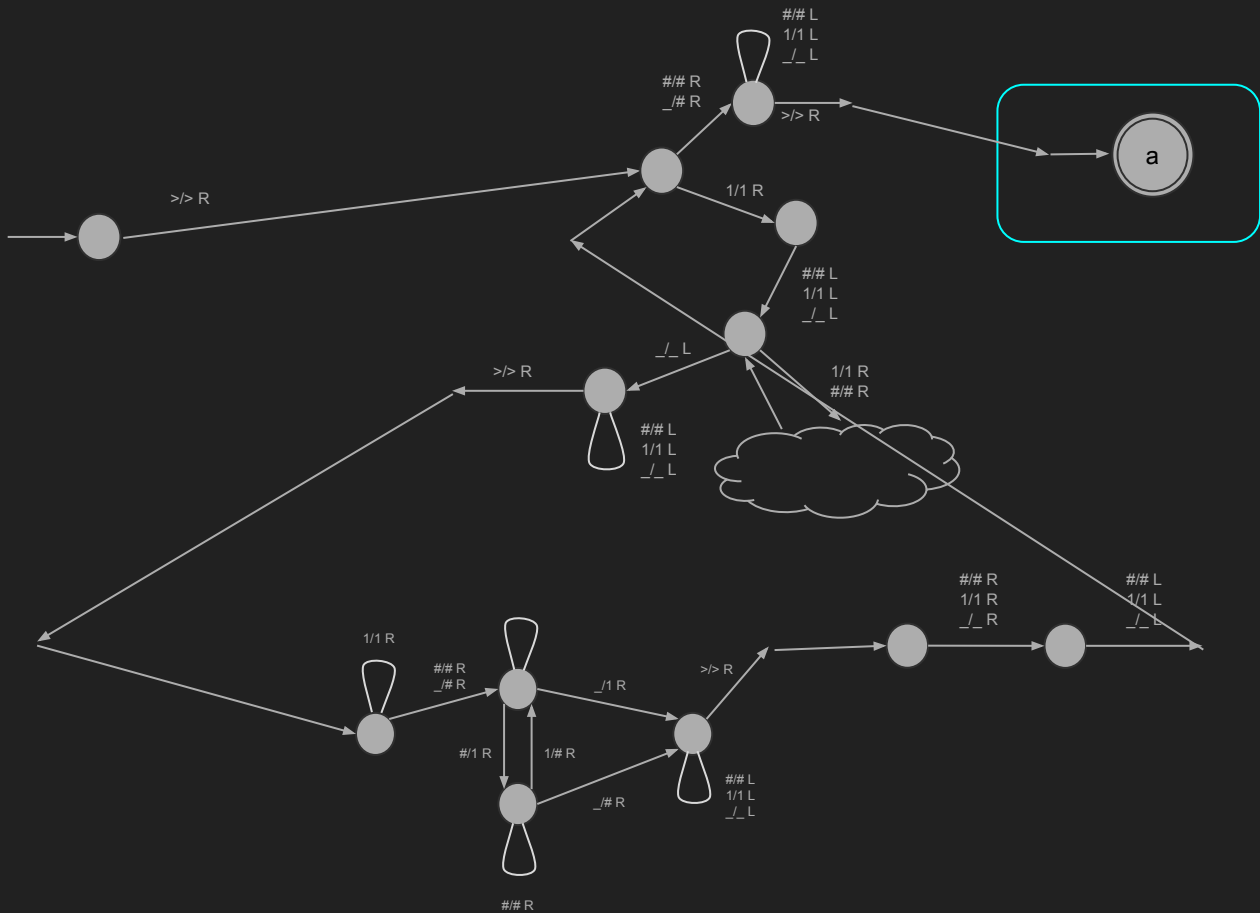 #/# L
1/1 L
_/_ L
#/# R
_/# R
>/> R
a
>/> R
1/1 R
#/# L
1/1 L
_/_ L
_/_ L
>/> R
1/1 R
#/# R
#/# L
1/1 L
_/_ L
#/# R
1/1 R
_/_ R
#/# L
1/1 L
_/_ L
1/1 R
#/# R
_/# R
>/> R
_/1 R
#/1 R
1/# R
#/# L
1/1 L
_/_ L
_/# R
#/# R